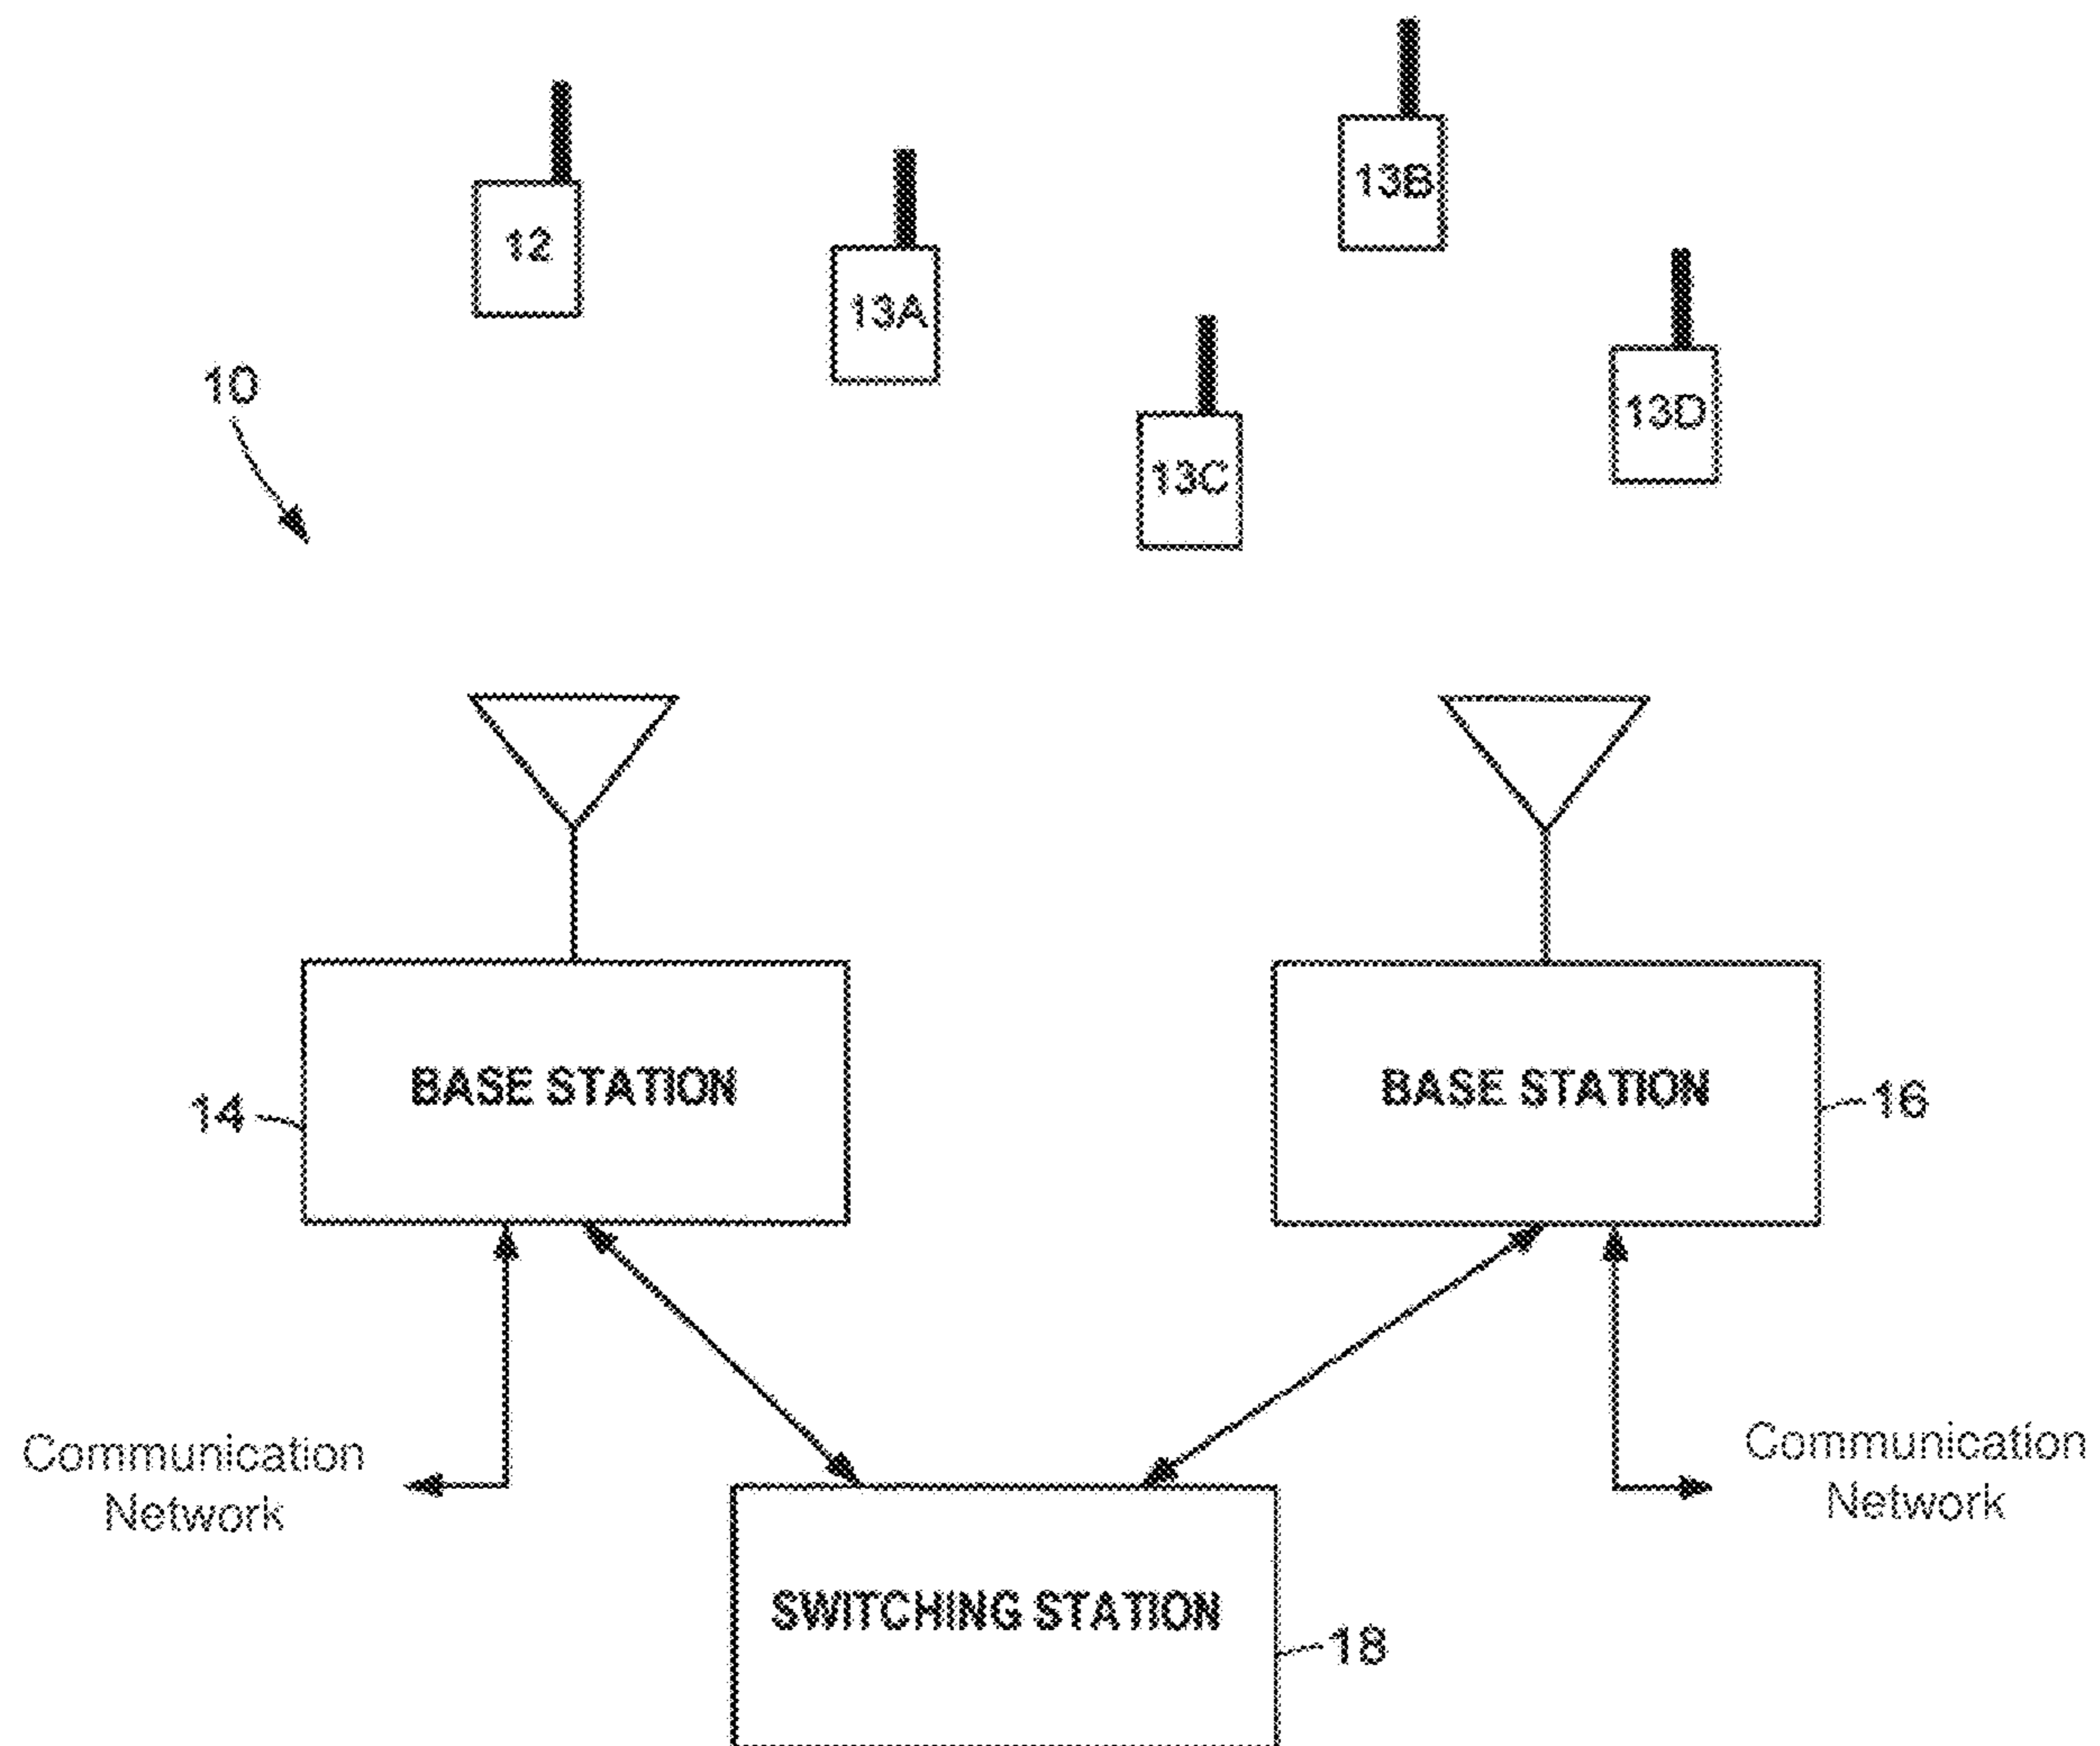 13B
12
13A
10
13D
13C
BASE STATION
BASE STATION
14
16
Communication
Network
Communication
Network
SWITCHING STATION
18